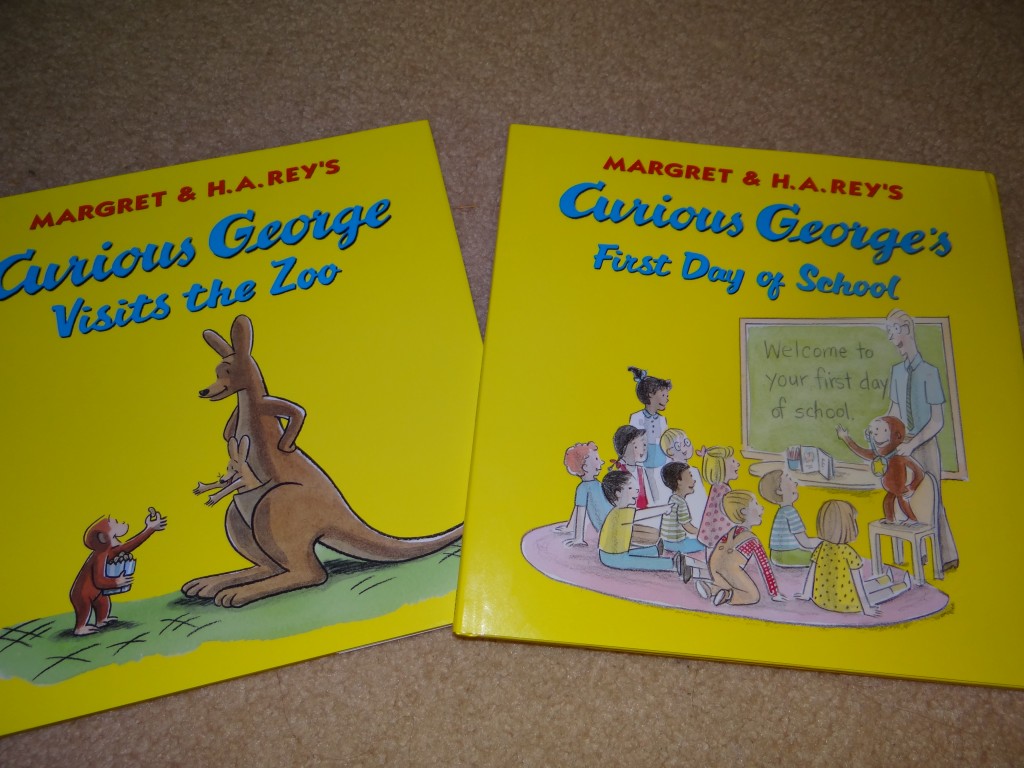 MARGRET & H.A.REY'S
Curious George
Visits the Zoo
MARGRET & H.A.REY'S
Curious George's
First Day of School
Welcome to
your first day
of school.